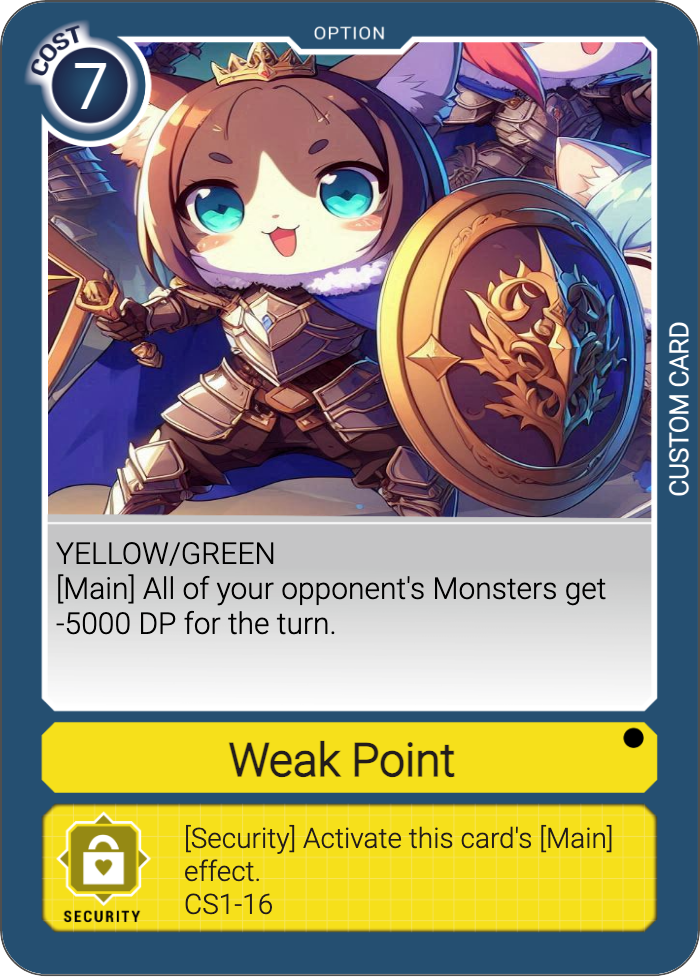 OPTION
COST
7
CUSTOM CARD
YELLOW/GREEN
[Main] All of your opponent's Monsters get
-5000 DP for the turn.
Weak Point
[Security] Activate this card's [Main]
effect.
CS1-16
SECURITY